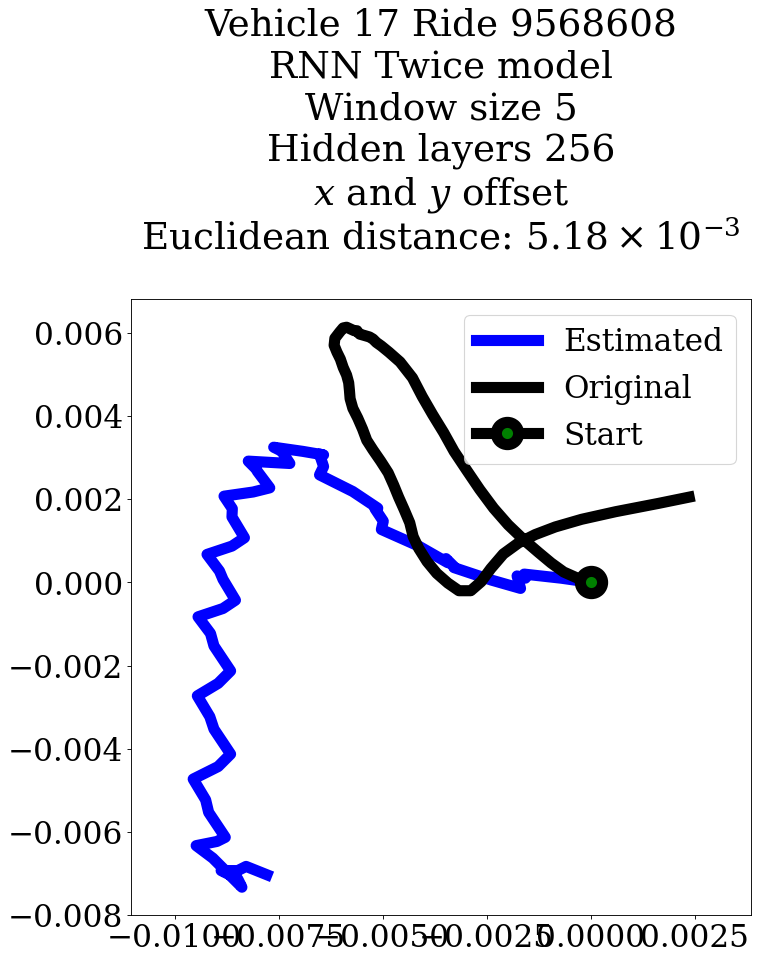 Vehicle 17 Ride 9568608
RNN Twice model
Window size 5
Hidden layers 256
x and y offset
Euclidean distance: 5.18 × 10⁻³
Estimated
Original
Start
0.006
0.004
0.002
0.000
−0.002
−0.004
−0.006
−0.008
−0.0100 −0.0075 −0.0050 −0.0025 0.0000 0.0025